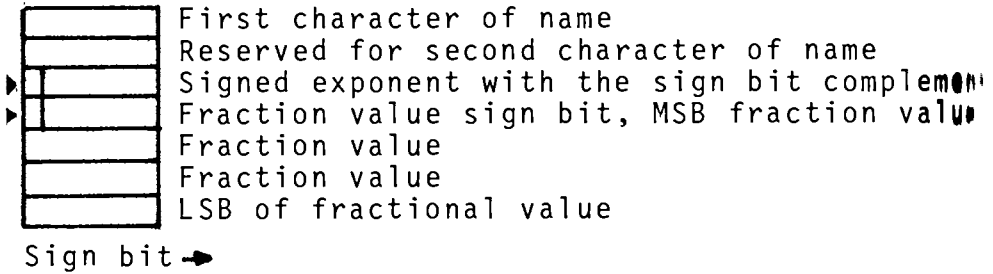 First character of name
Reserved for second character of name
Signed exponent with the sign bit complemen
Fraction value sign bit, MSB fraction value
Fraction value
Fraction value
LSB of fractional value
Sign bit